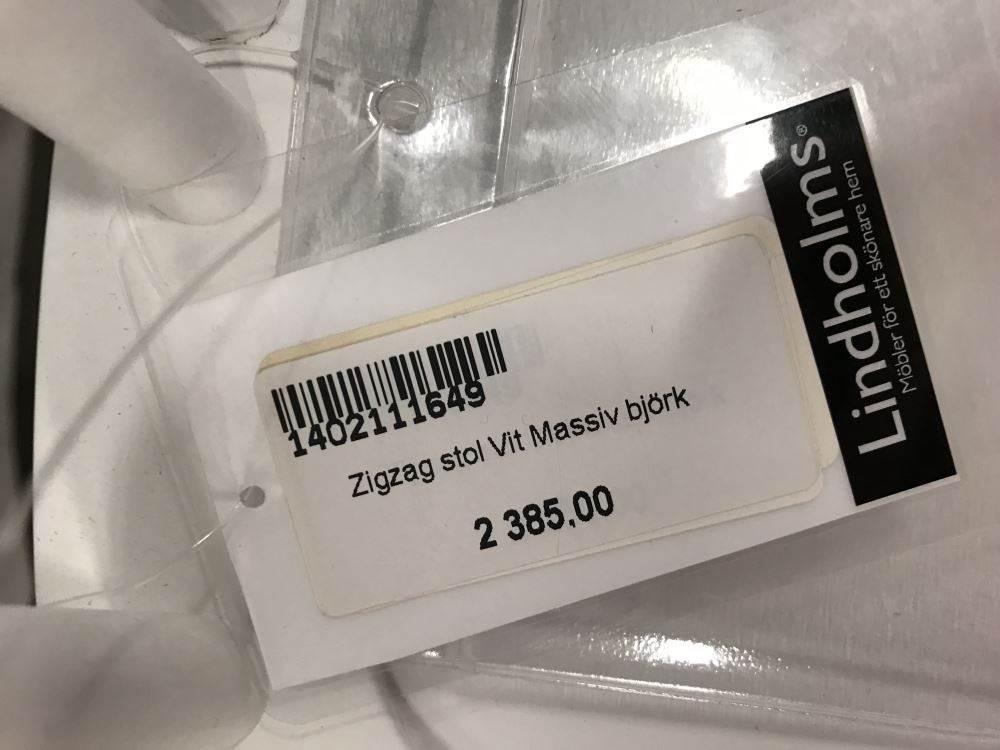 1402111649
Zigzag stol Vit Massiv björk
2 385,00
Lindholms®
Möbler för ett skönare hem